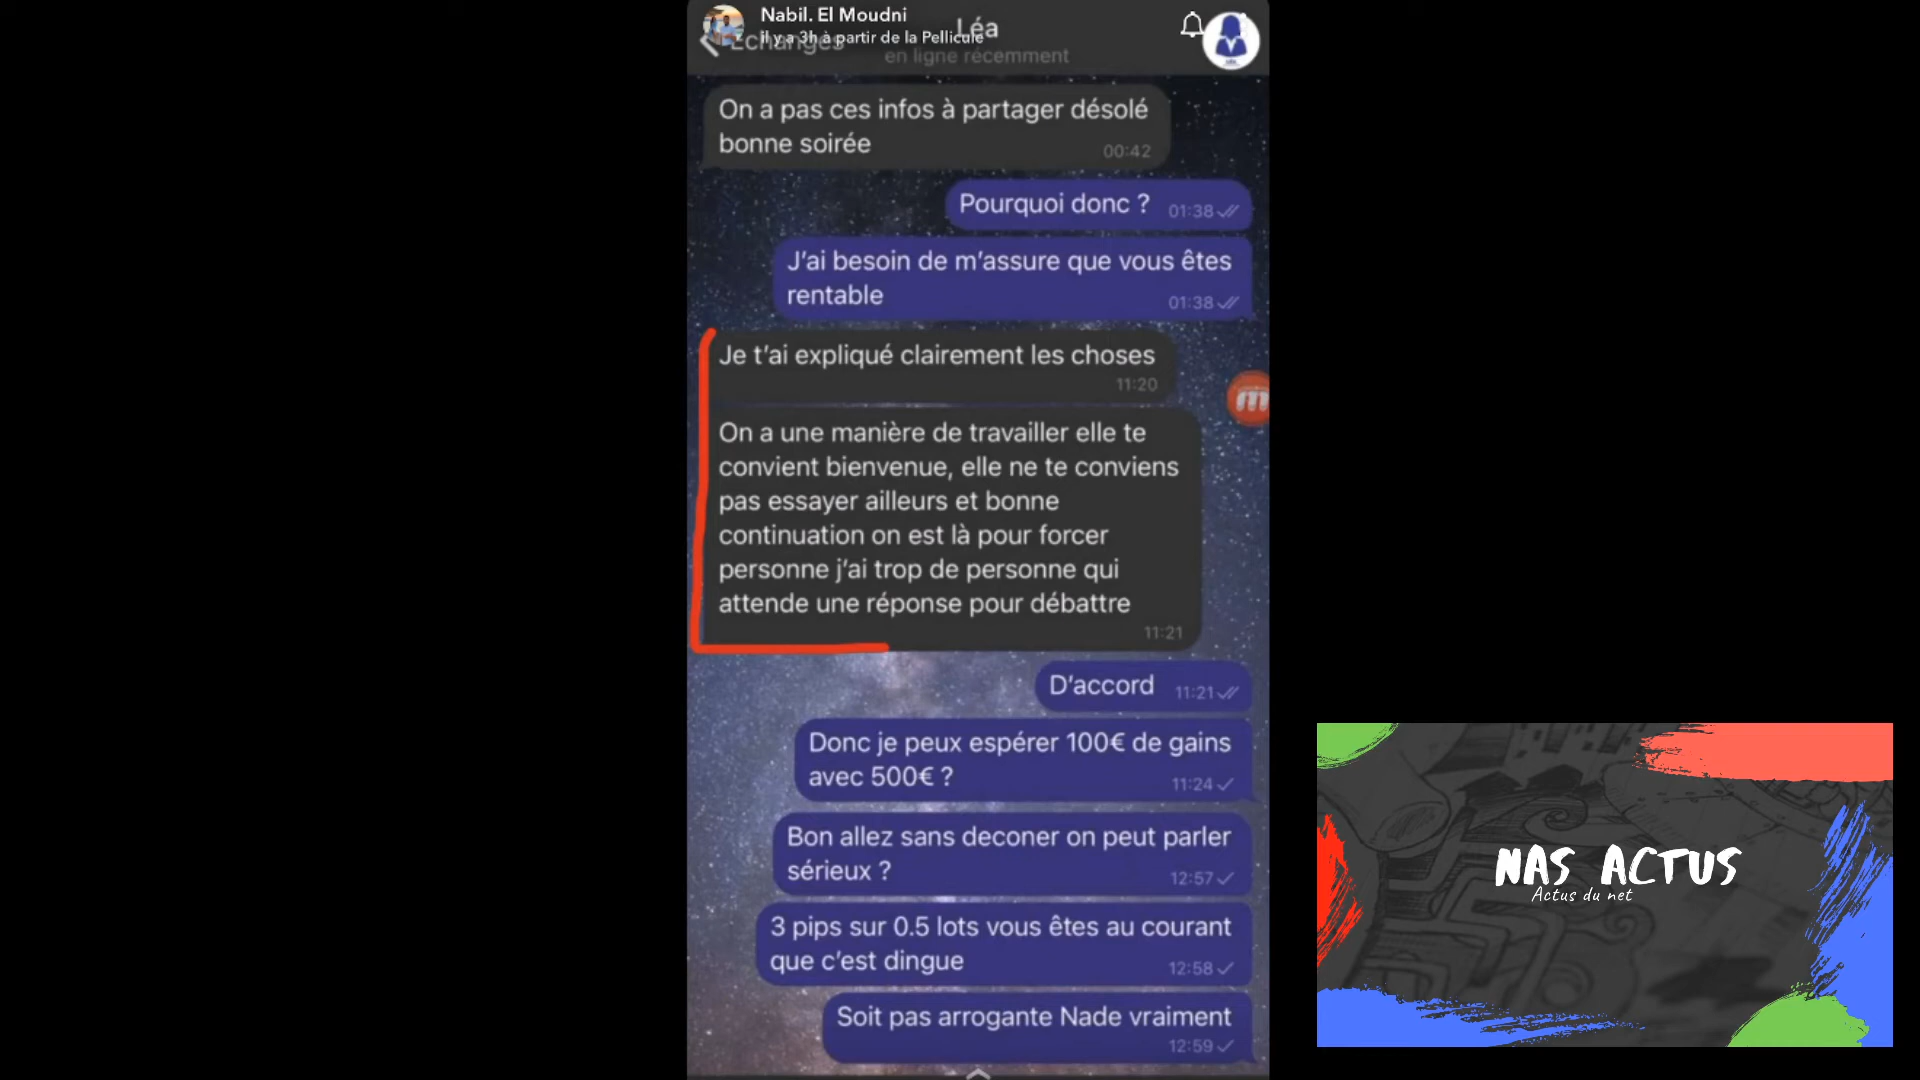 Nabil. El Moudni
il y a 3h à partir de la Pellicule
Échanges
Léa
en ligne récemment
On a pas ces infos à partager désolé
bonne soirée
00:42
Pourquoi donc ?
01:38
J'ai besoin de m'assure que vous êtes
rentable
01:38
Je t'ai expliqué clairement les choses
11:20
On a une manière de travailler elle te
convient bienvenue, elle ne te conviens
pas essayer ailleurs et bonne
continuation on est là pour forcer
personne j'ai trop de personne qui
attende une réponse pour débattre
11:21
D'accord
11:21
Donc je peux espérer 100€ de gains
avec 500€ ?
11:24
Bon allez sans deconer on peut parler
sérieux ?
12:57
3 pips sur 0.5 lots vous êtes au courant
que c'est dingue
12:58
Soit pas arrogante Nade vraiment
12:59
NAS ACTUS
Actus du net